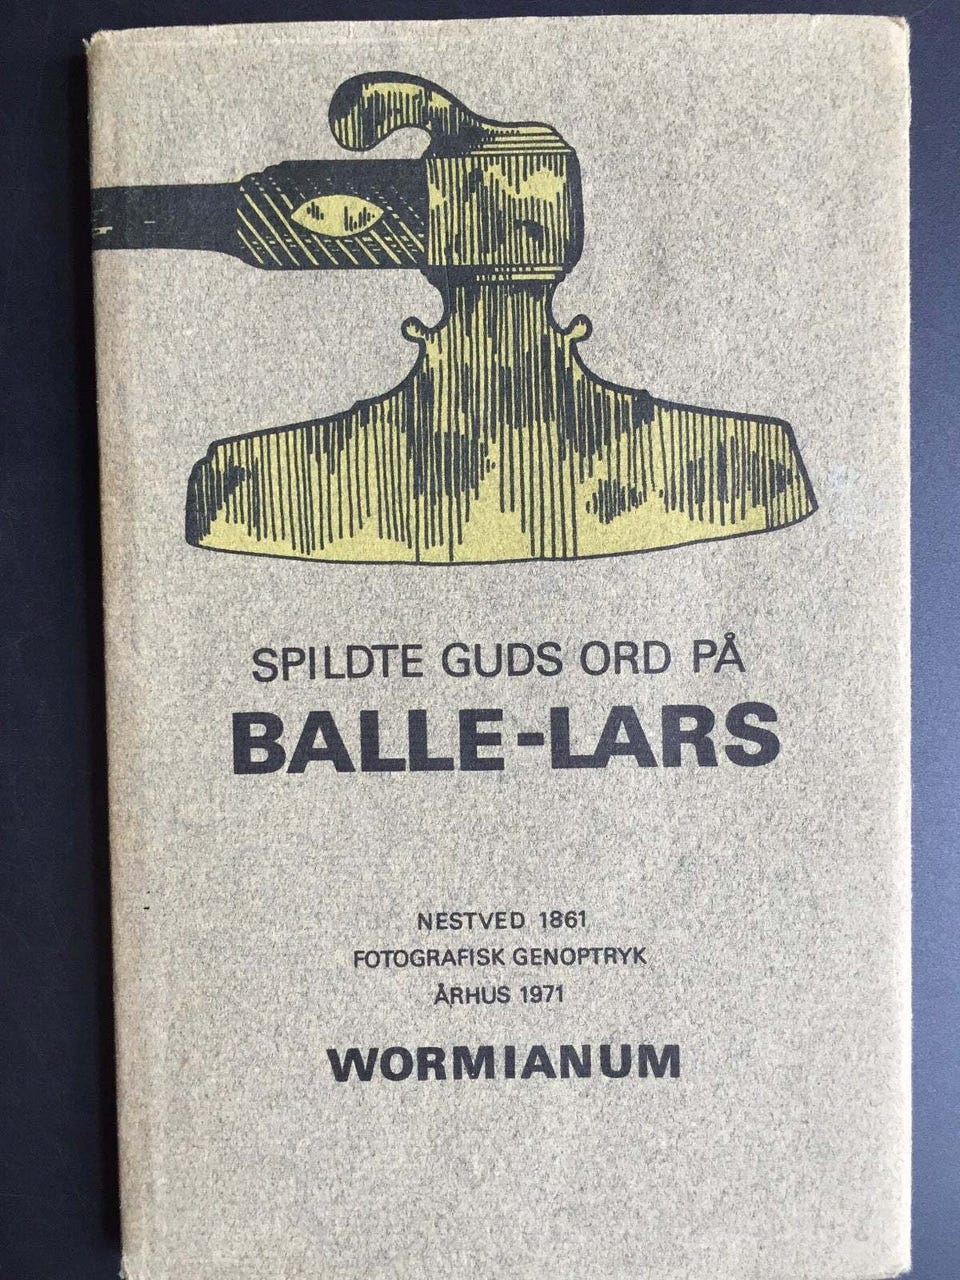 SPILDTE GUDS ORD PÅ
BALLE-LARS
NESTVED 1861
FOTOGRAFISK GENOPTRYK
ÅRHUS 1971
WORMIANUM